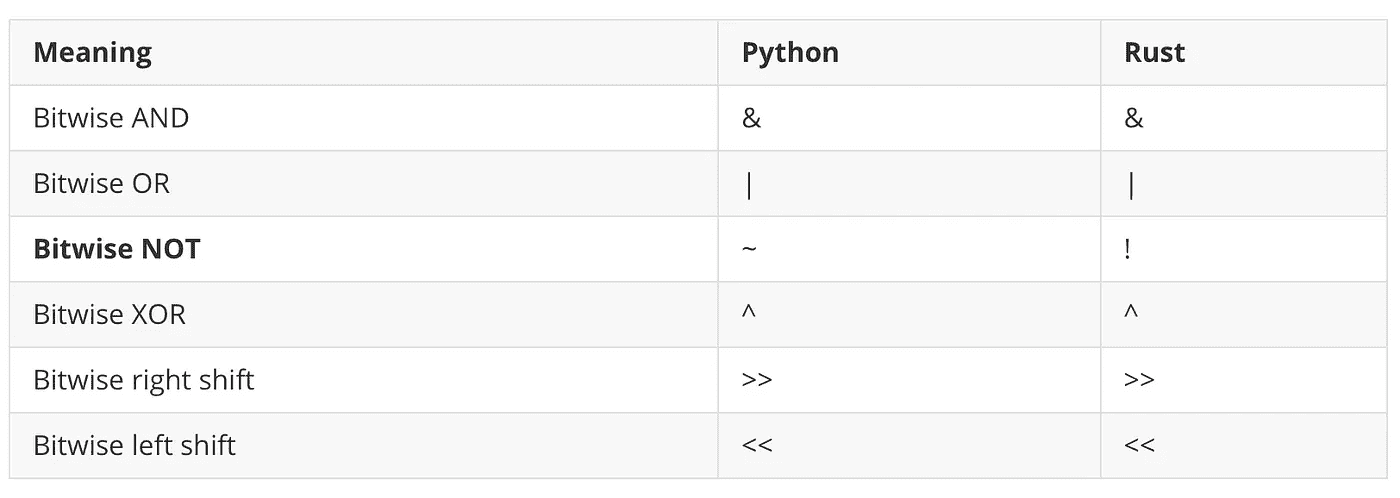 Meaning Python Rust
Bitwise AND & &
Bitwise OR | |
Bitwise NOT ~ !
Bitwise XOR ^ ^
Bitwise right shift >> >>
Bitwise left shift << <<